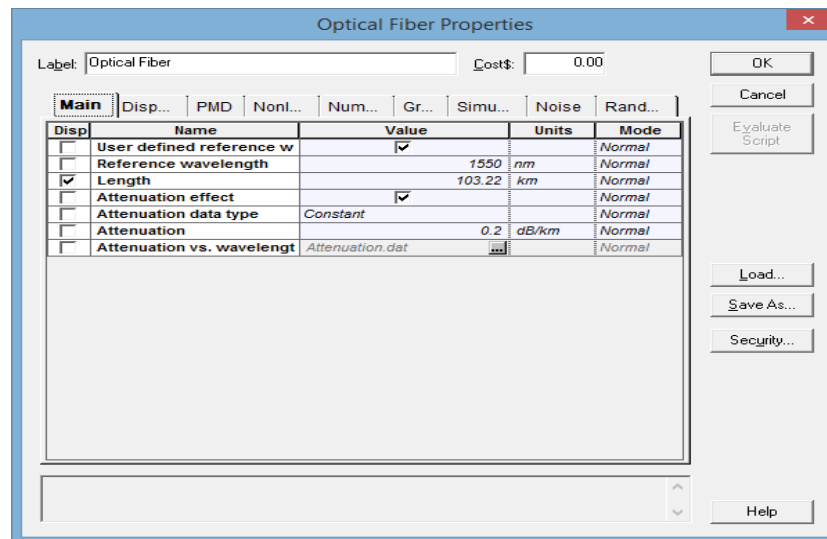 Optical Fiber Properties
Label: Optical Fiber Cost$: 0.00 OK
Cancel
Evaluate Script
Main Disp... PMD Nonl... Num... Gr... Simu... Noise Rand...
Disp Name Value Units Mode
User defined reference w Normal
Reference wavelength 1550 nm Normal
Length 103.22 km Normal
Attenuation effect Normal
Attenuation data type Constant Normal
Attenuation 0.2 dB/km Normal
Attenuation vs. wavelengt Attenuation.dat ... Normal
Load...
Save As...
Security...
Help